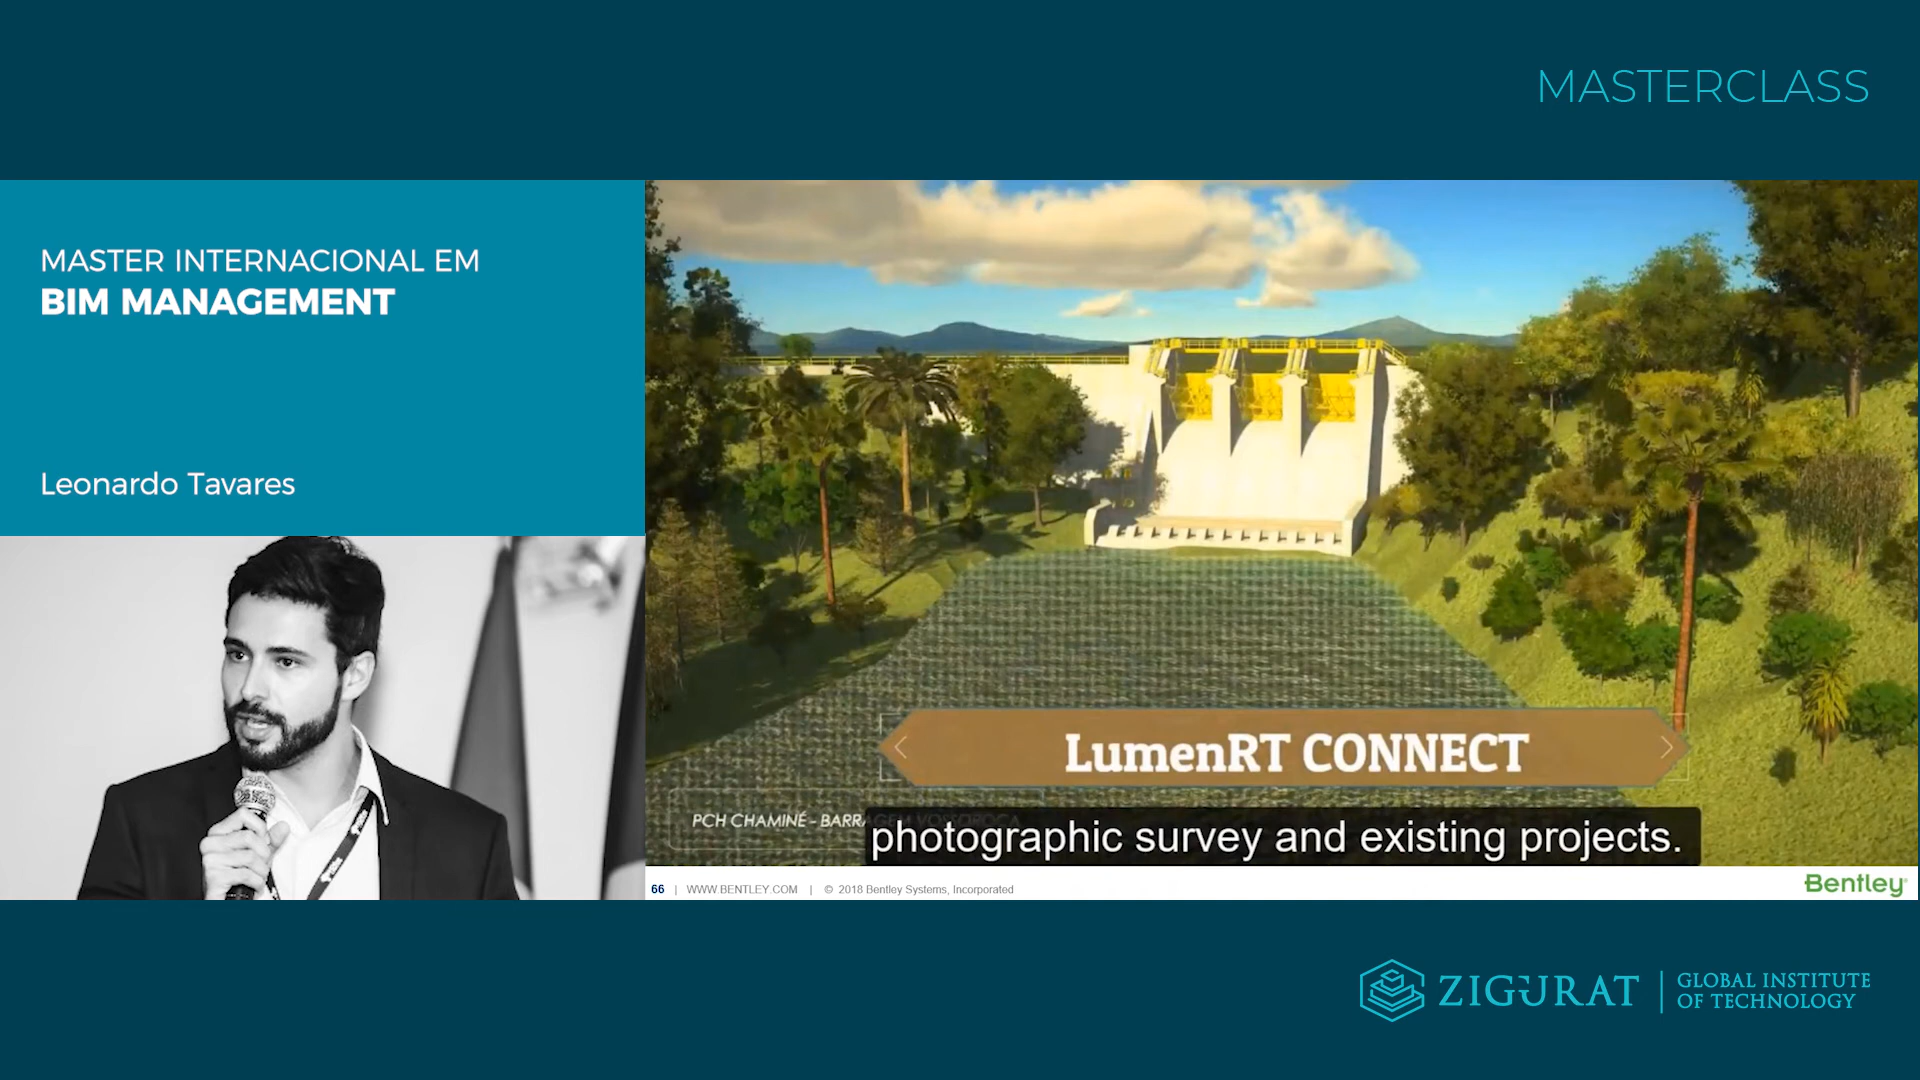 MASTERCLASS
MASTER INTERNACIONAL EM
BIM MANAGEMENT
Leonardo Tavares
LumenRT CONNECT
PCH CHAMINÉ - BARRAGEM VOSSOROCA
photographic survey and existing projects.
66 | WWW.BENTLEY.COM | © 2018 Bentley Systems, Incorporated
Bentley
ZIGURAT | GLOBAL INSTITUTE
OF TECHNOLOGY